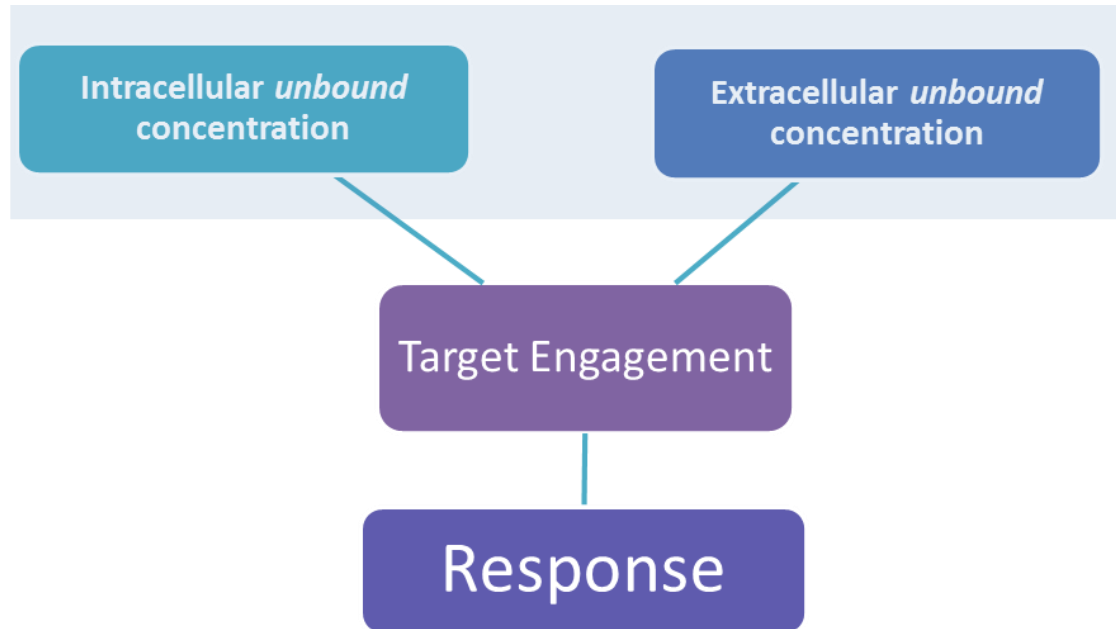 Intracellular unbound
concentration
Extracellular unbound
concentration
Target Engagement
Response